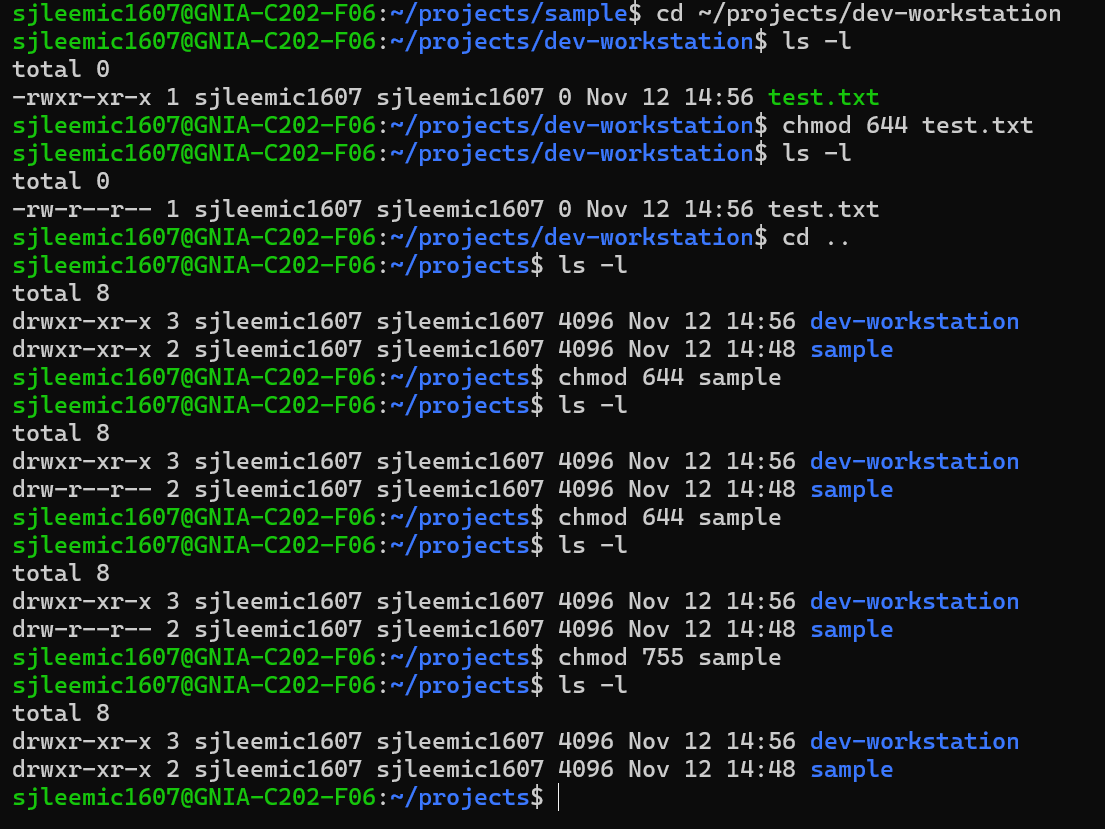 sjleemic1607@GNIA-C202-F06:~/projects/sample$ cd ~/projects/dev-workstation
sjleemic1607@GNIA-C202-F06:~/projects/dev-workstation$ ls -l
total 0
-rwxr-xr-x 1 sjleemic1607 sjleemic1607 0 Nov 12 14:56 test.txt
sjleemic1607@GNIA-C202-F06:~/projects/dev-workstation$ chmod 644 test.txt
sjleemic1607@GNIA-C202-F06:~/projects/dev-workstation$ ls -l
total 0
-rw-r--r-- 1 sjleemic1607 sjleemic1607 0 Nov 12 14:56 test.txt
sjleemic1607@GNIA-C202-F06:~/projects/dev-workstation$ cd ..
sjleemic1607@GNIA-C202-F06:~/projects$ ls -l
total 8
drwxr-xr-x 3 sjleemic1607 sjleemic1607 4096 Nov 12 14:56 dev-workstation
drwxr-xr-x 2 sjleemic1607 sjleemic1607 4096 Nov 12 14:48 sample
sjleemic1607@GNIA-C202-F06:~/projects$ chmod 644 sample
sjleemic1607@GNIA-C202-F06:~/projects$ ls -l
total 8
drwxr-xr-x 3 sjleemic1607 sjleemic1607 4096 Nov 12 14:56 dev-workstation
drw-r--r-- 2 sjleemic1607 sjleemic1607 4096 Nov 12 14:48 sample
sjleemic1607@GNIA-C202-F06:~/projects$ chmod 644 sample
sjleemic1607@GNIA-C202-F06:~/projects$ ls -l
total 8
drwxr-xr-x 3 sjleemic1607 sjleemic1607 4096 Nov 12 14:56 dev-workstation
drw-r--r-- 2 sjleemic1607 sjleemic1607 4096 Nov 12 14:48 sample
sjleemic1607@GNIA-C202-F06:~/projects$ chmod 755 sample
sjleemic1607@GNIA-C202-F06:~/projects$ ls -l
total 8
drwxr-xr-x 3 sjleemic1607 sjleemic1607 4096 Nov 12 14:56 dev-workstation
drwxr-xr-x 2 sjleemic1607 sjleemic1607 4096 Nov 12 14:48 sample
sjleemic1607@GNIA-C202-F06:~/projects$